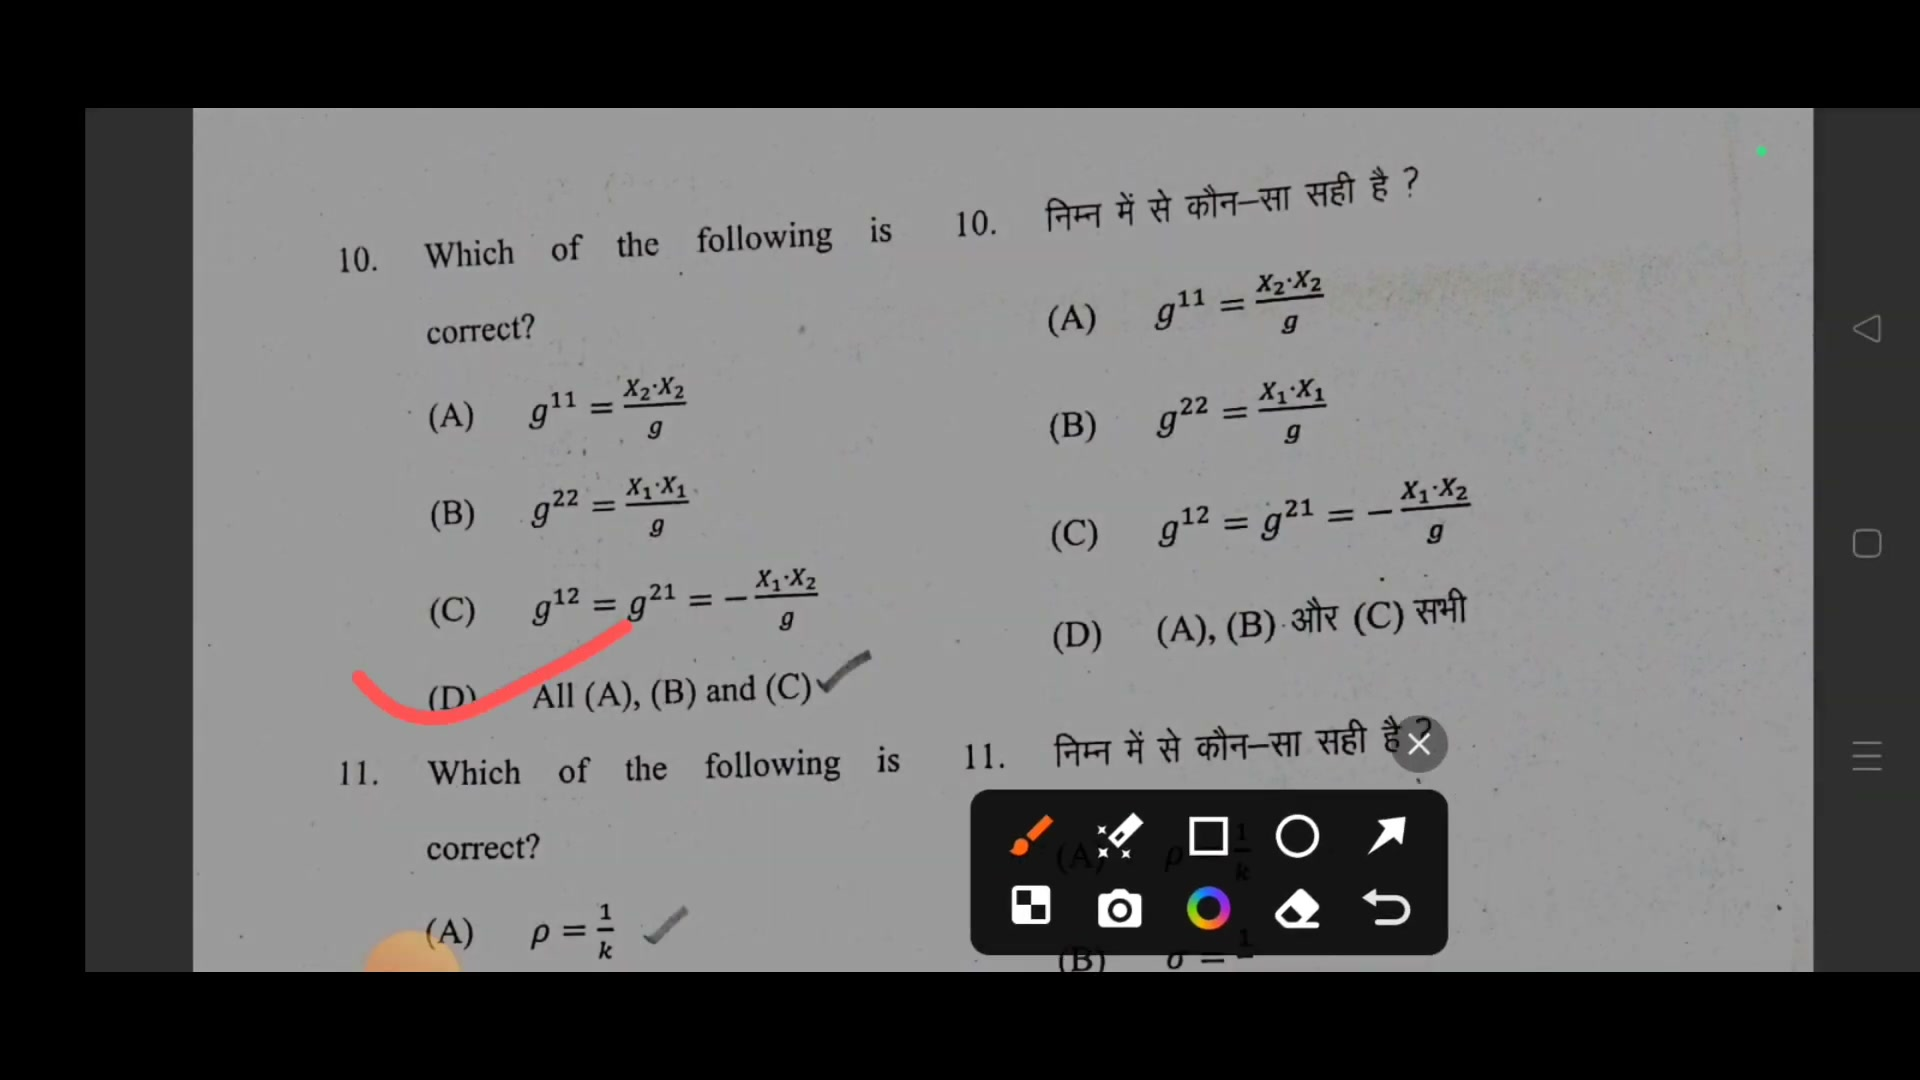 10. Which of the following is
correct?
(A) g¹¹ = X₂·X₂/g
(B) g²² = X₁·X₁/g
(C) g¹² = g²¹ = − X₁·X₂/g
(D) All (A), (B) and (C)
11. Which of the following is
correct?
(A) ρ = 1/k
10. निम्न में से कौन–सा सही है ?
(A) g¹¹ = X₂·X₂/g
(B) g²² = X₁·X₁/g
(C) g¹² = g²¹ = − X₁·X₂/g
(D) (A), (B) और (C) सभी
11. निम्न में से कौन–सा सही है ?
(A) ρ 1/k
(B) σ = 1